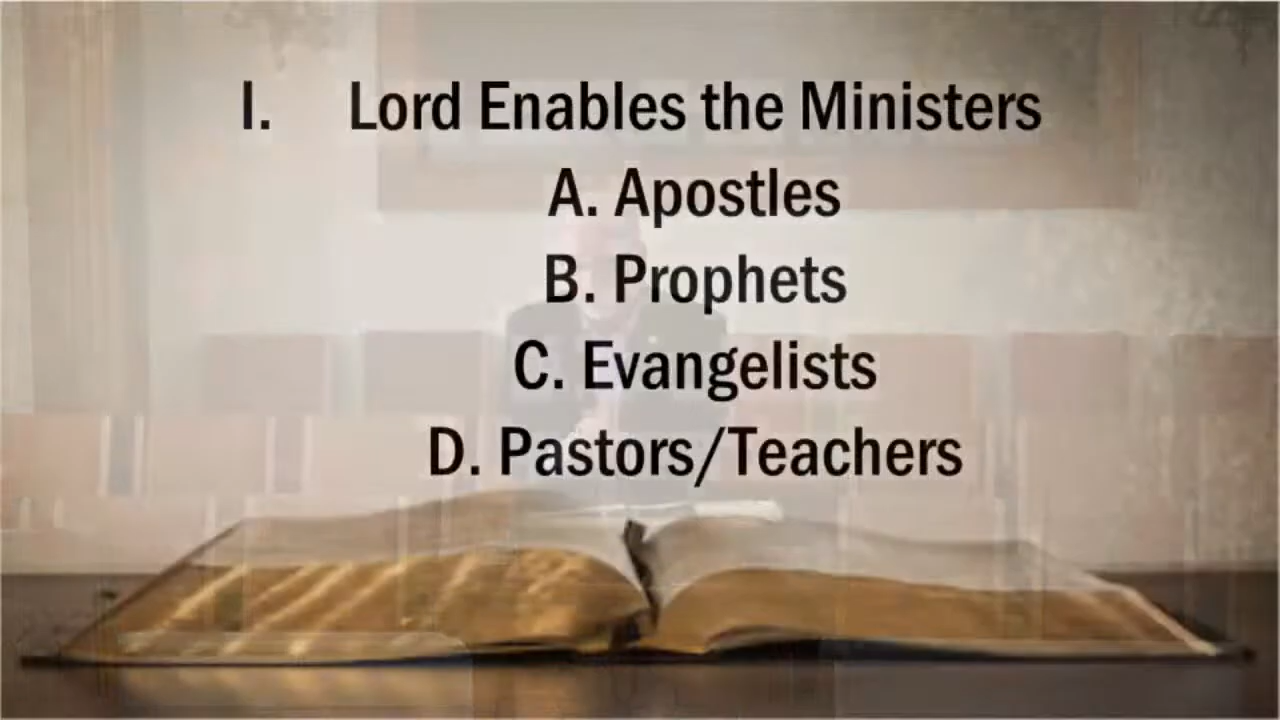 I. Lord Enables the Ministers
A. Apostles
B. Prophets
C. Evangelists
D. Pastors/Teachers